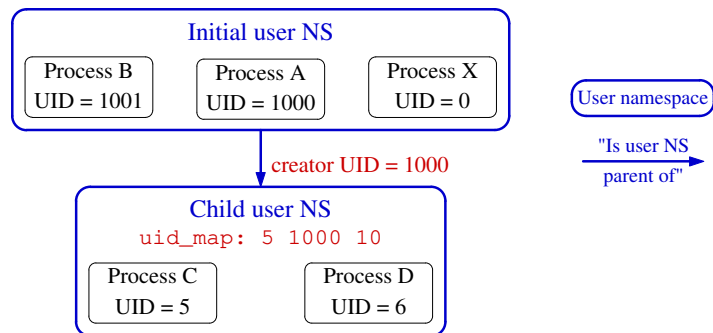 Initial user NS
Process B
UID = 1001
Process A
UID = 1000
Process X
UID = 0
creator UID = 1000
Child user NS
uid_map: 5 1000 10
Process C
UID = 5
Process D
UID = 6
User namespace
"Is user NS
parent of"